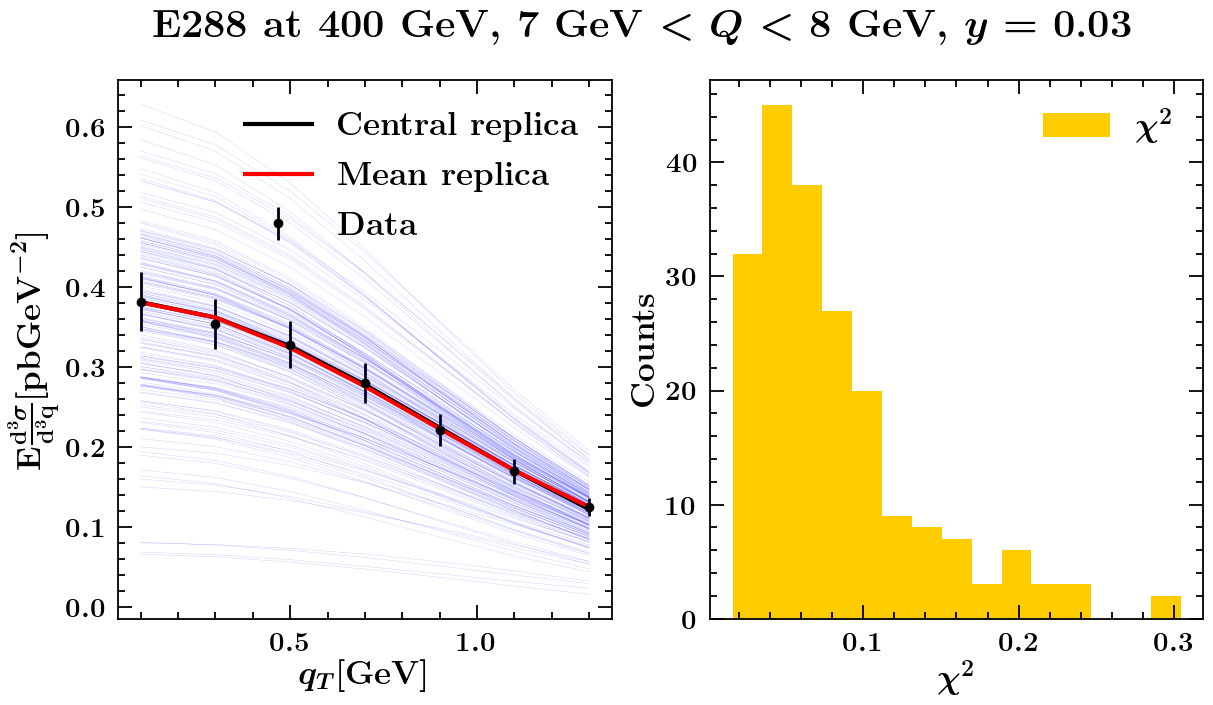 E288 at 400 GeV, 7 GeV < Q < 8 GeV, y = 0.03
E d³σ/d³q [pbGeV⁻²]
0.6
0.5
0.4
0.3
0.2
0.1
0.0
Central replica
Mean replica
Data
0.5 1.0
q_T[GeV]
Counts
40
30
20
10
0
χ²
0.1 0.2 0.3
χ²